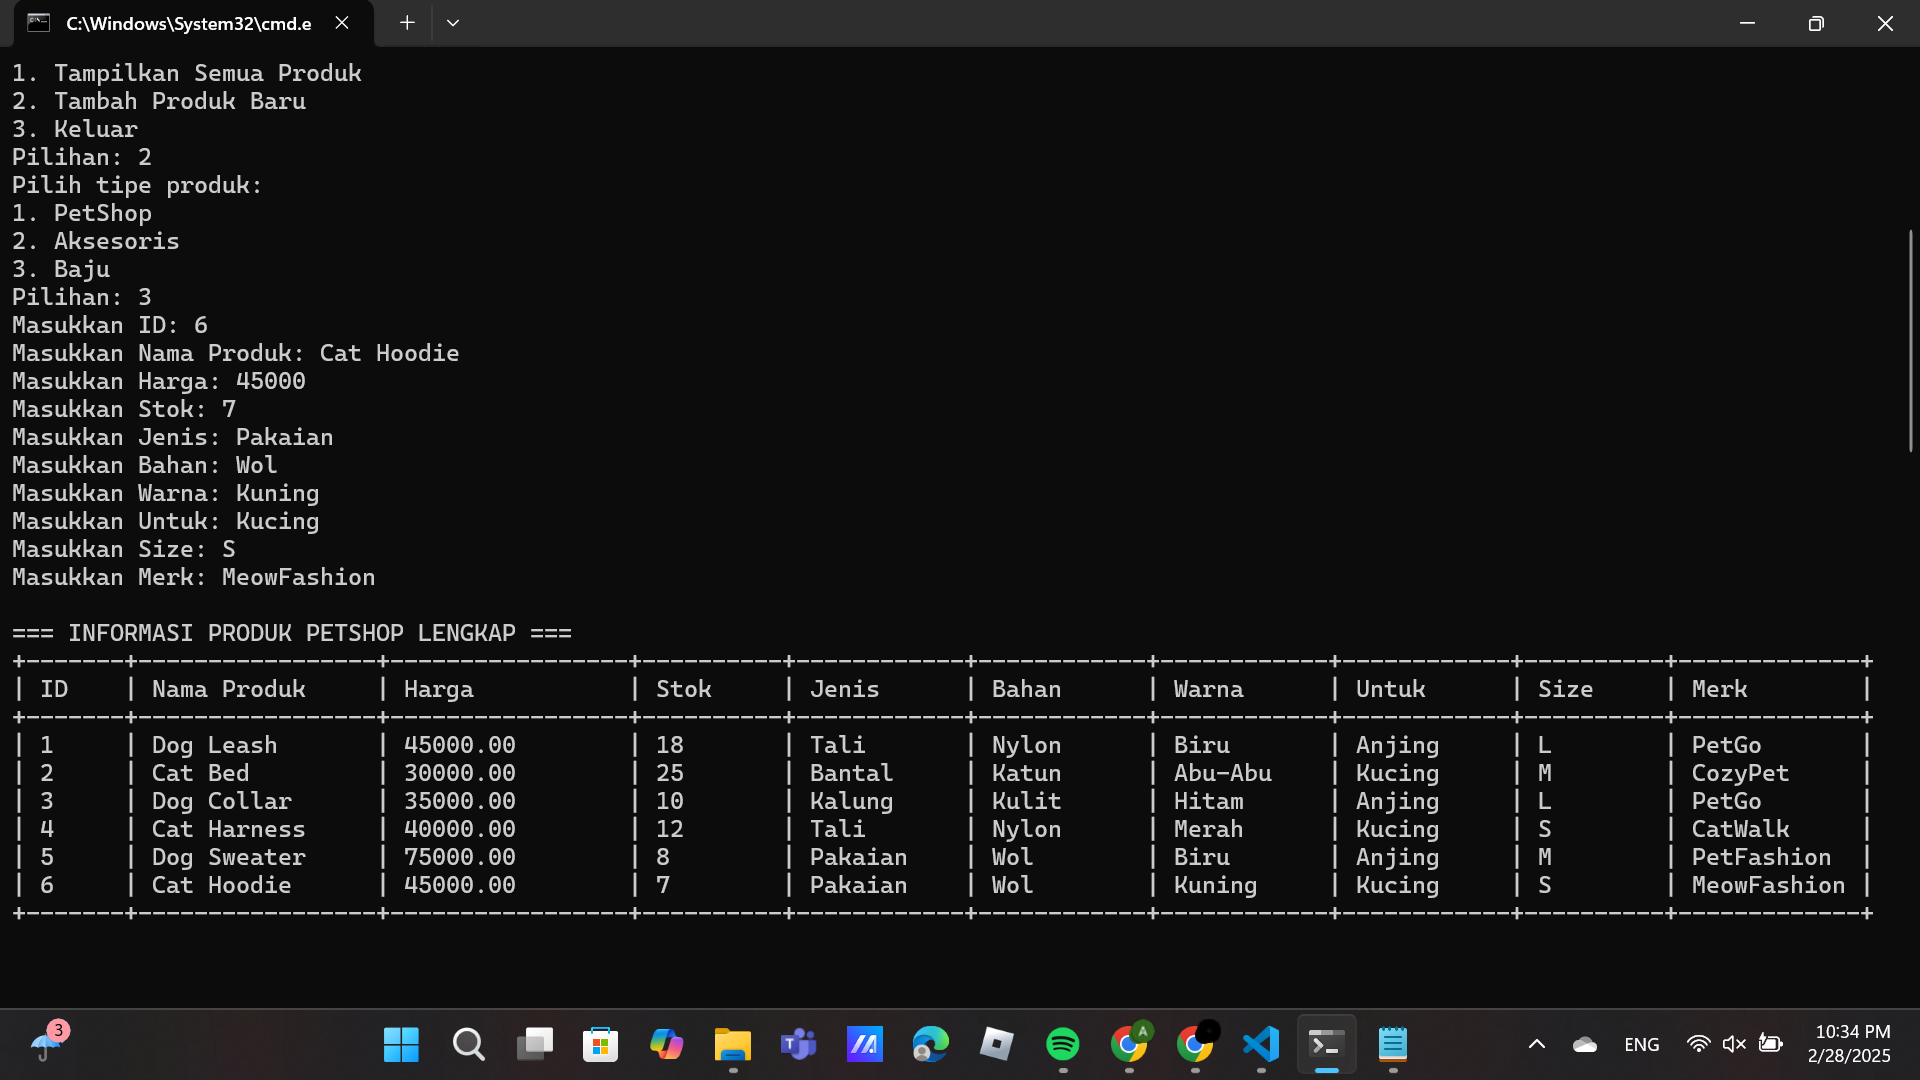 C:\Windows\System32\cmd.e
1. Tampilkan Semua Produk
2. Tambah Produk Baru
3. Keluar
Pilihan: 2
Pilih tipe produk:
1. PetShop
2. Aksesoris
3. Baju
Pilihan: 3
Masukkan ID: 6
Masukkan Nama Produk: Cat Hoodie
Masukkan Harga: 45000
Masukkan Stok: 7
Masukkan Jenis: Pakaian
Masukkan Bahan: Wol
Masukkan Warna: Kuning
Masukkan Untuk: Kucing
Masukkan Size: S
Masukkan Merk: MeowFashion
=== INFORMASI PRODUK PETSHOP LENGKAP ===
+-------+-----------------+-----------------+----------+------------+------------+------------+------------+----------+-------------+
| ID    | Nama Produk     | Harga           | Stok     | Jenis      | Bahan      | Warna      | Untuk      | Size     | Merk        |
+-------+-----------------+-----------------+----------+------------+------------+------------+------------+----------+-------------+
| 1     | Dog Leash       | 45000.00        | 18       | Tali       | Nylon      | Biru       | Anjing     | L        | PetGo       |
| 2     | Cat Bed         | 30000.00        | 25       | Bantal     | Katun      | Abu-Abu    | Kucing     | M        | CozyPet     |
| 3     | Dog Collar      | 35000.00        | 10       | Kalung     | Kulit      | Hitam      | Anjing     | L        | PetGo       |
| 4     | Cat Harness     | 40000.00        | 12       | Tali       | Nylon      | Merah      | Kucing     | S        | CatWalk     |
| 5     | Dog Sweater     | 75000.00        | 8        | Pakaian    | Wol        | Biru       | Anjing     | M        | PetFashion  |
| 6     | Cat Hoodie      | 45000.00        | 7        | Pakaian    | Wol        | Kuning     | Kucing     | S        | MeowFashion |
+-------+-----------------+-----------------+----------+------------+------------+------------+------------+----------+-------------+
3
A
ENG
10:34 PM
2/28/2025